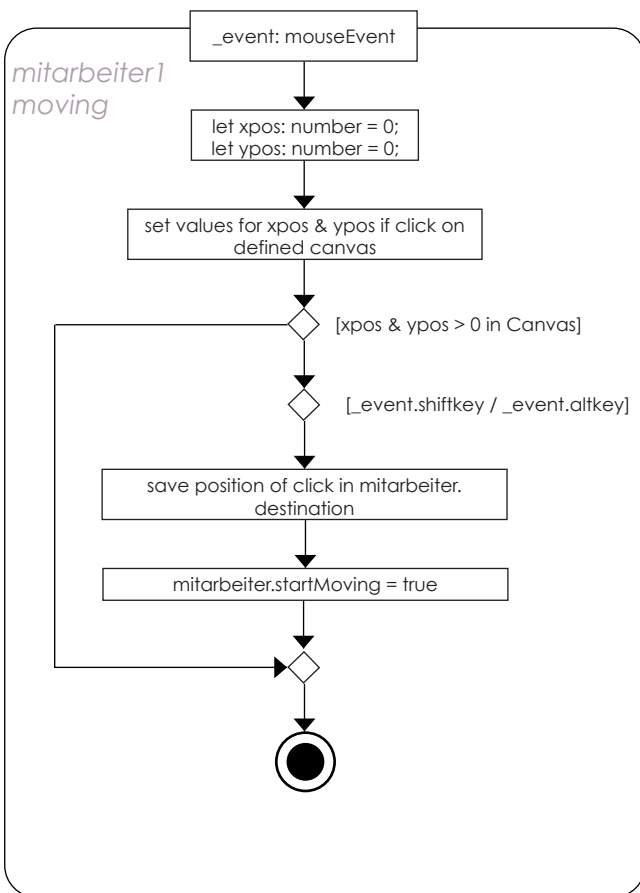 _event: mouseEvent
mitarbeiter1
moving
let xpos: number = 0;
let ypos: number = 0;
set values for xpos & ypos if click on
defined canvas
[xpos & ypos > 0 in Canvas]
[_event.shiftkey / _event.altkey]
save position of click in mitarbeiter.
destination
mitarbeiter.startMoving = true